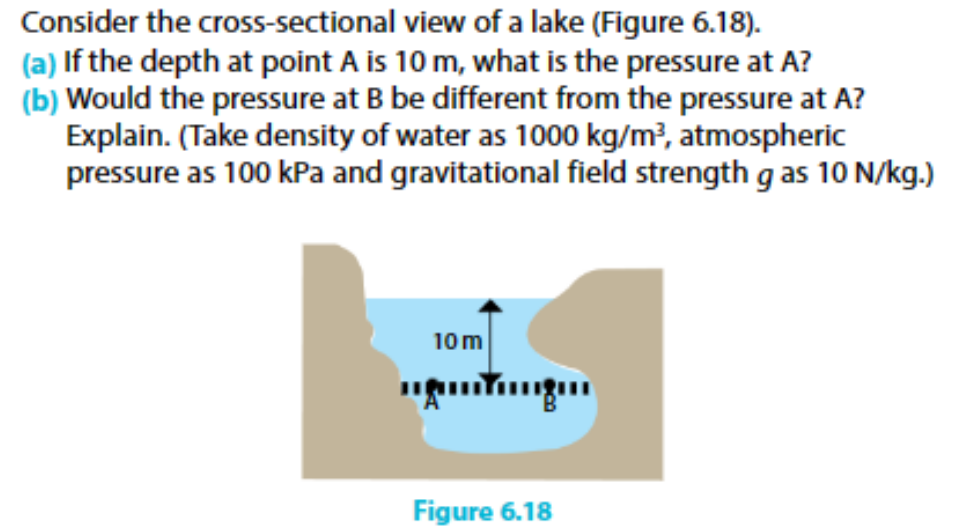 Consider the cross-sectional view of a lake (Figure 6.18).
(a) If the depth at point A is 10 m, what is the pressure at A?
(b) Would the pressure at B be different from the pressure at A?
Explain. (Take density of water as 1000 kg/m³, atmospheric
pressure as 100 kPa and gravitational field strength g as 10 N/kg.)
10 m
A B
Figure 6.18